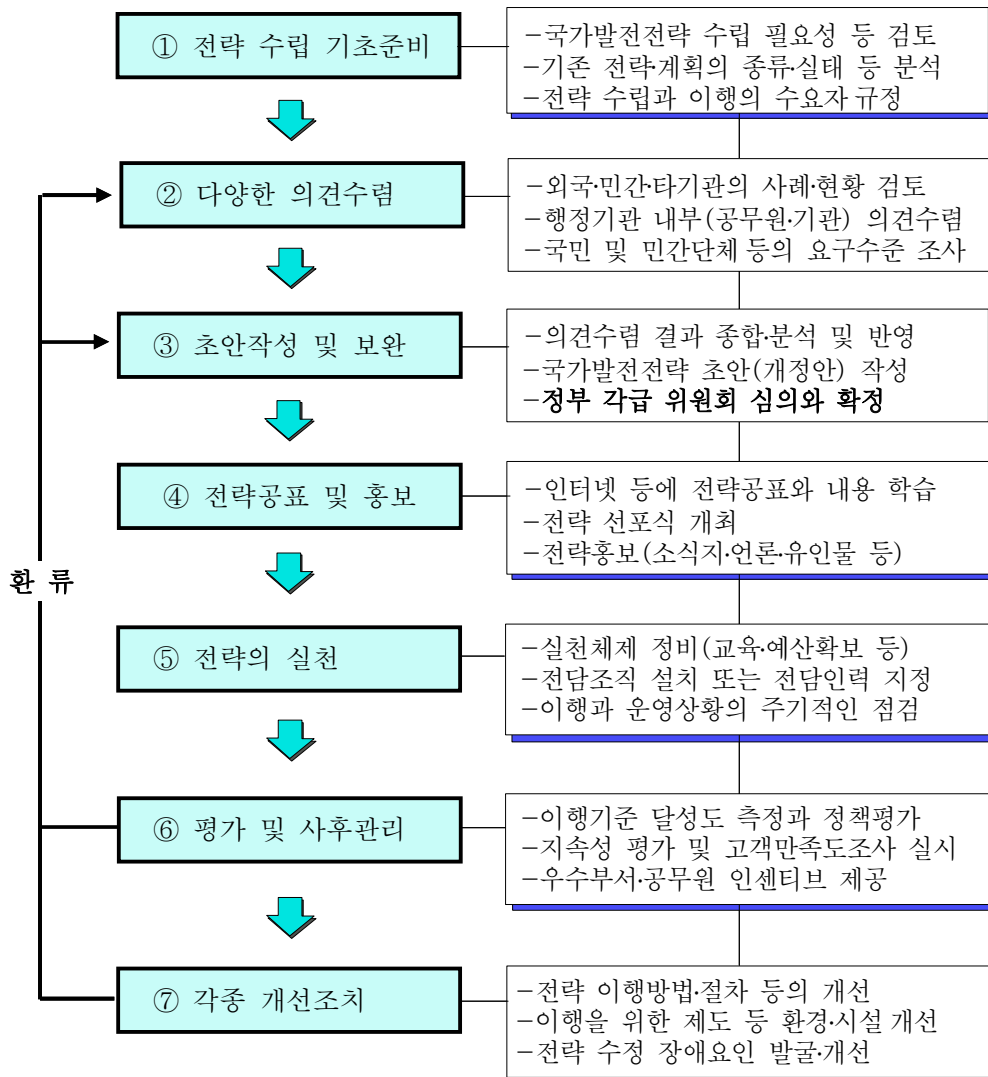 ① 전략 수립 기초준비
-국가발전전략 수립 필요성 등 검토
-기존 전략·계획의 종류·실태 등 분석
-전략 수립과 이행의 수요자 규정
② 다양한 의견수렴
-외국·민간·타기관의 사례·현황 검토
-행정기관 내부(공무원·기관) 의견수렴
-국민 및 민간단체 등의 요구수준 조사
③ 초안작성 및 보완
-의견수렴 결과 종합·분석 및 반영
-국가발전전략 초안(개정안) 작성
-정부 각급 위원회 심의와 확정
④ 전략공표 및 홍보
-인터넷 등에 전략공표와 내용 학습
-전략 선포식 개최
-전략홍보(소식지·언론·유인물 등)
환 류
⑤ 전략의 실천
-실천체제 정비(교육·예산확보 등)
-전담조직 설치 또는 전담인력 지정
-이행과 운영상황의 주기적인 점검
⑥ 평가 및 사후관리
-이행기준 달성도 측정과 정책평가
-지속성 평가 및 고객만족도조사 실시
-우수부서·공무원 인센티브 제공
⑦ 각종 개선조치
-전략 이행방법·절차 등의 개선
-이행을 위한 제도 등 환경·시설 개선
-전략 수정 장애요인 발굴·개선